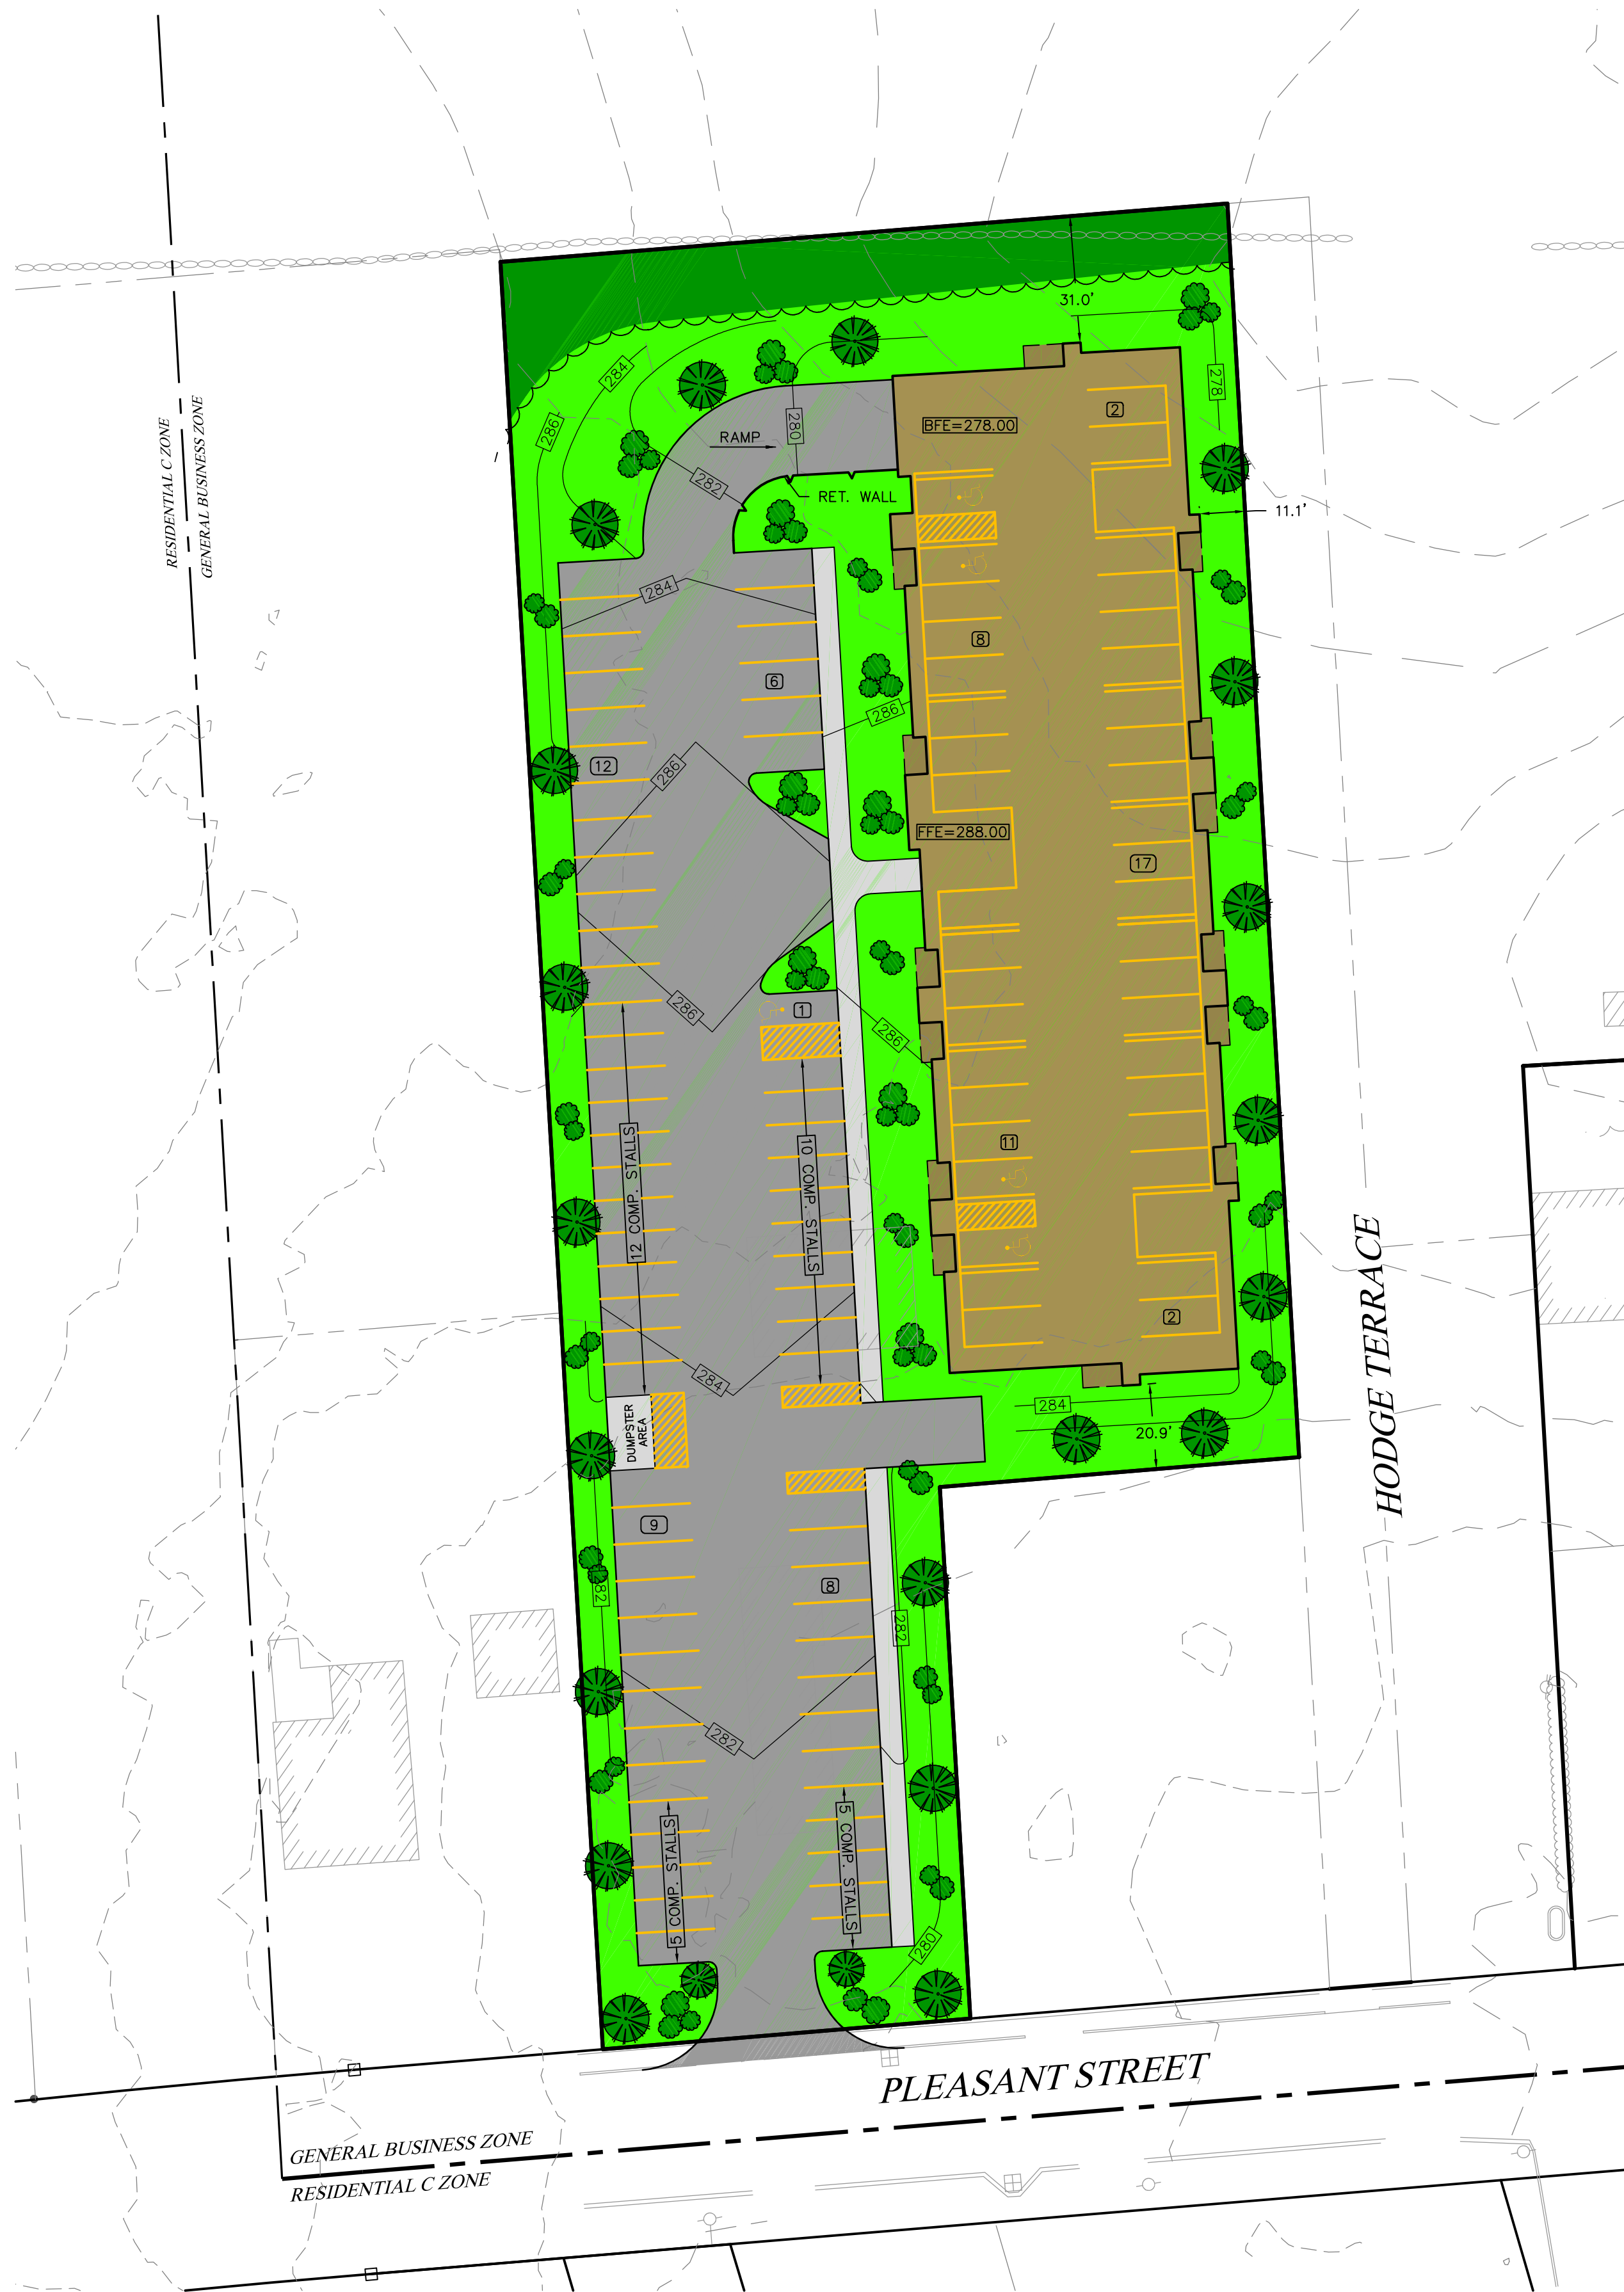 31.0'
284
278
RESIDENTIAL C ZONE
GENERAL BUSINESS ZONE
286
280
2
BFE=278.00
RAMP
282
RET. WALL
11.1'
284
8
6
286
12
286
FFE=288.00
17
286
1
286
12 COMP. STALLS
10 COMP. STALLS
11
2
HODGE TERRACE
284
284
DUMPSTER
AREA
20.9'
9
8
282
282
282
5 COMP. STALLS
5 COMP. STALLS
280
PLEASANT STREET
GENERAL BUSINESS ZONE
RESIDENTIAL C ZONE